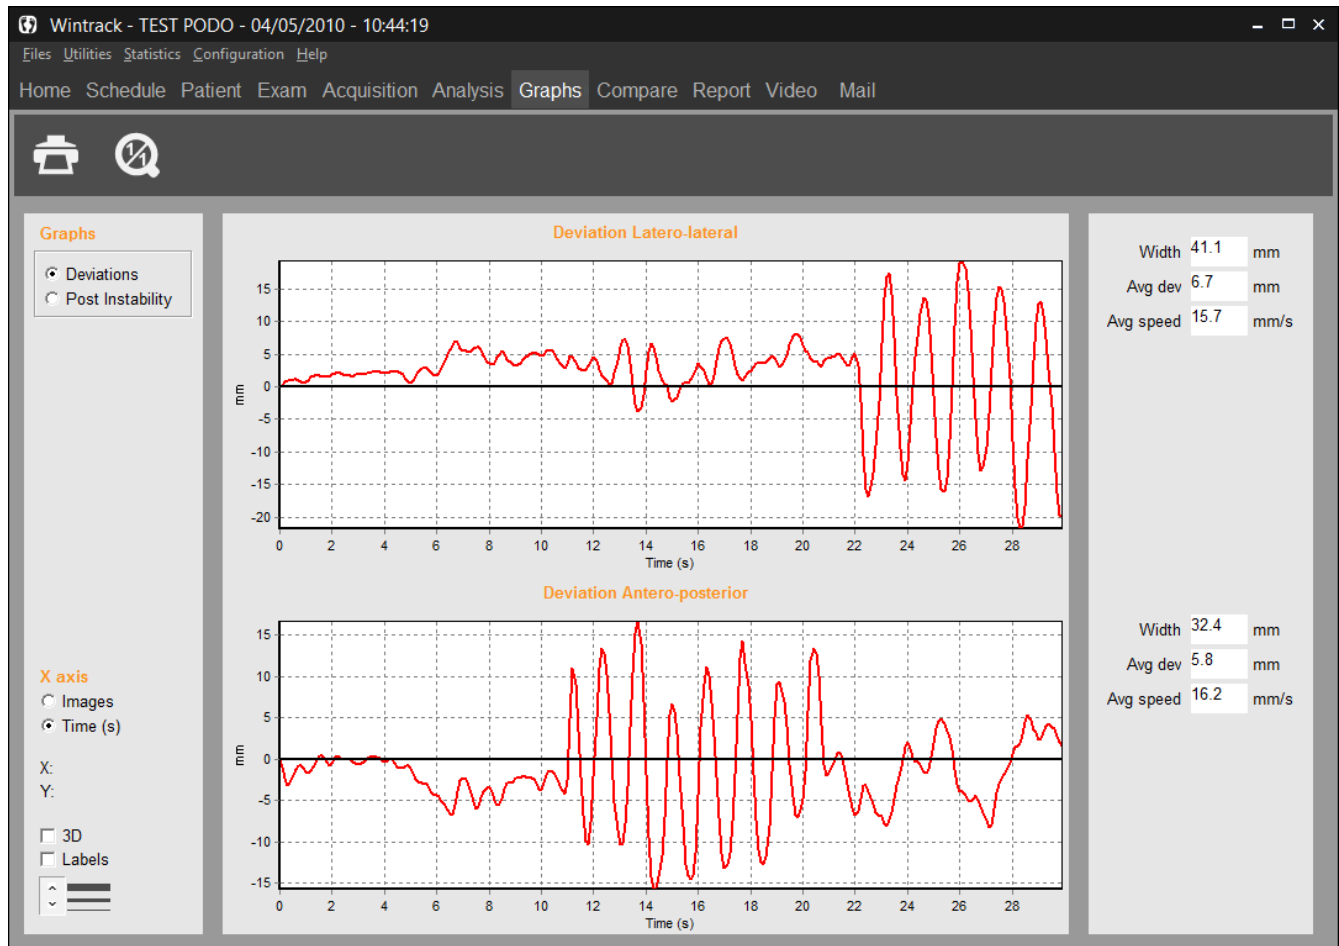 Wintrack - TEST PODO - 04/05/2010 - 10:44:19
Files Utilities Statistics Configuration Help
Home Schedule Patient Exam Acquisition Analysis Graphs Compare Report Video Mail
1/1
Graphs
Deviations
Post Instability
X axis
Images
Time (s)
X:
Y:
3D
Labels
Deviation Latero-lateral
15
10
5
0
-5
-10
-15
-20
mm
0 2 4 6 8 10 12 14 16 18 20 22 24 26 28
Time (s)
Width 41.1 mm
Avg dev 6.7 mm
Avg speed 15.7 mm/s
Deviation Antero-posterior
15
10
5
0
-5
-10
-15
mm
0 2 4 6 8 10 12 14 16 18 20 22 24 26 28
Time (s)
Width 32.4 mm
Avg dev 5.8 mm
Avg speed 16.2 mm/s